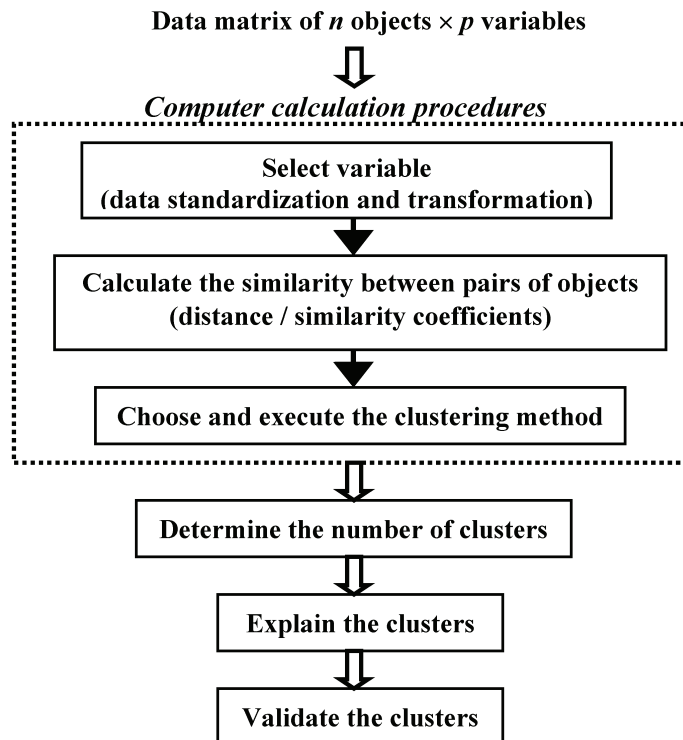 Data matrix of n objects × p variables
Computer calculation procedures
Select variable
(data standardization and transformation)
Calculate the similarity between pairs of objects
(distance / similarity coefficients)
Choose and execute the clustering method
Determine the number of clusters
Explain the clusters
Validate the clusters